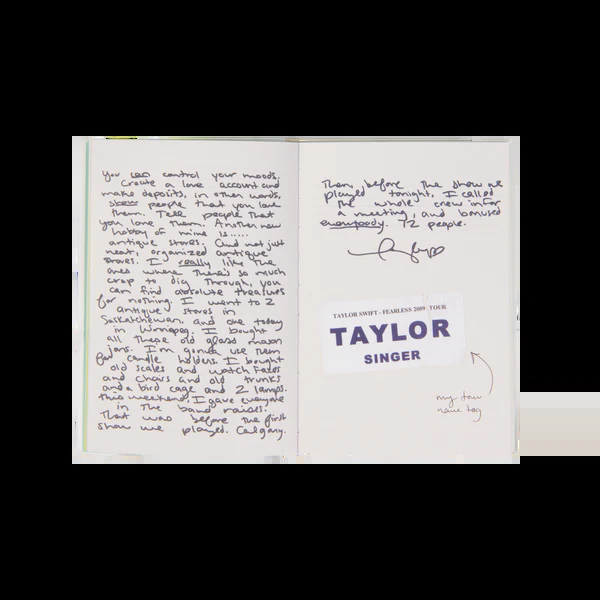 you can control your moods.
Create a love account and
make deposits, in other words,
show people that you love
them. Tell people that
you love them. Another new
hobby of mine is.....
antique stores. And not just
neat, organized antique
stores. I really like the
ones where there's so much
crap to dig through, you
can find absolute treasures
for nothing. I went to 2
antique stores in
Saskatchewan, and one today
in Winnipeg. I bought
all these old glass mason
jars. I'm gonna use them
for candle holders. I bought
old scales and watch faces
and chairs and old trunks
and a bird cage and 2 lamps.
This weekend, I gave everyone
in the band raises.
That was before the first
show we played. Calgary.
Then, before the show we
played tonight, I called
the whole crew in for
a meeting, and bonused
everybody. 72 people.
TAYLOR SWIFT - FEARLESS 2009 TOUR
TAYLOR
SINGER
my tour
name tag